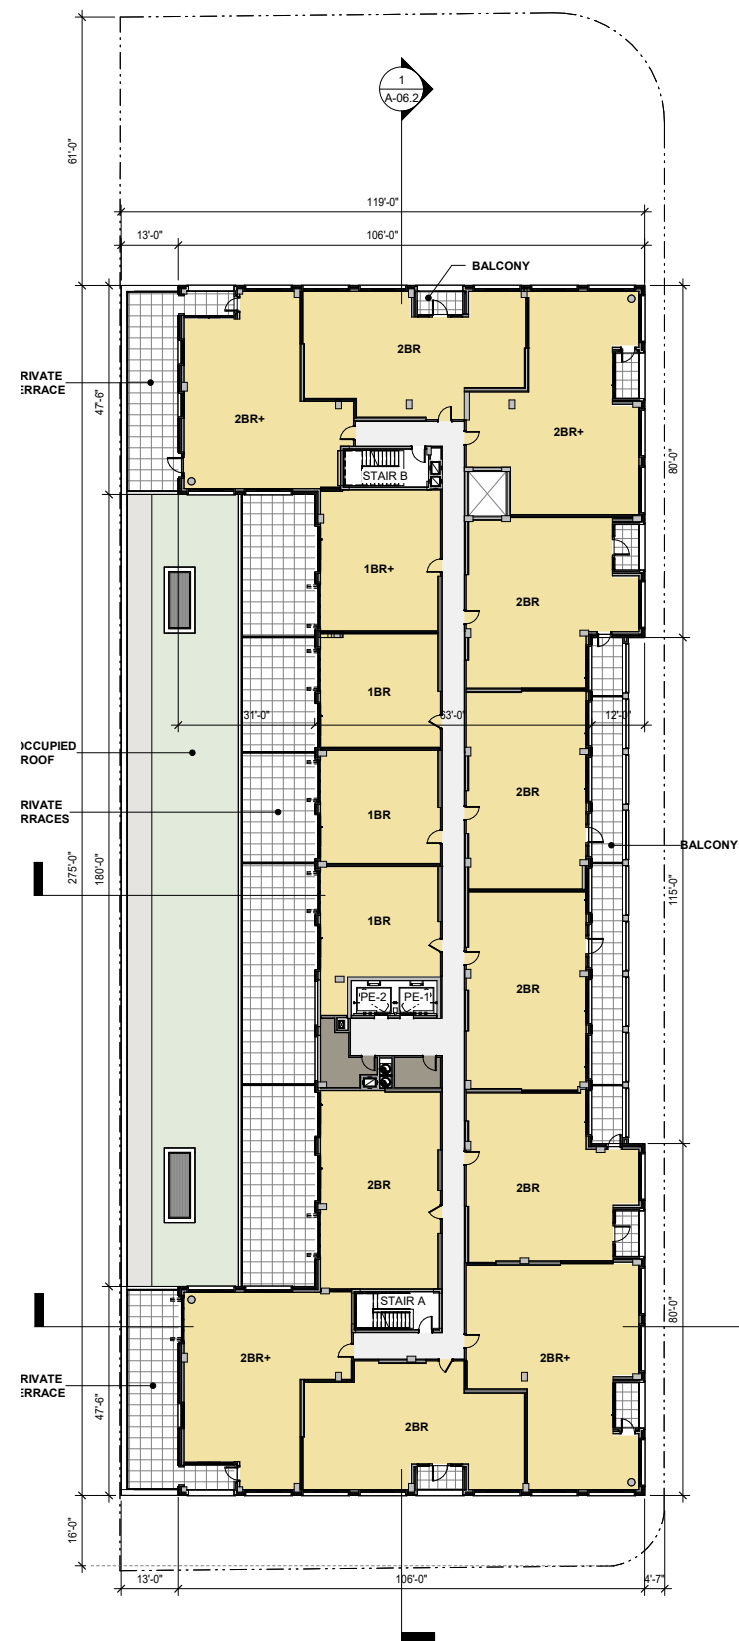 1
A-06.2
61'-0"
119'-0"
13'-0"
106'-0"
BALCONY
2BR
RIVATE
ERRACE
47'-6"
2BR+
2BR+
80'-0"
STAIR B
1BR+
2BR
1BR
31'-0"
63'-0"
12'-0"
OCCUPIED
ROOF
2BR
RIVATE
ERRACES
1BR
BALCONY
275'-0"
180'-0"
115'-0"
1BR
2BR
PE-2
PE-1
2BR
2BR
STAIR A
80'-0"
2BR+
2BR+
RIVATE
ERRACE
47'-6"
2BR
16'-0"
13'-0"
106'-0"
4'-7"